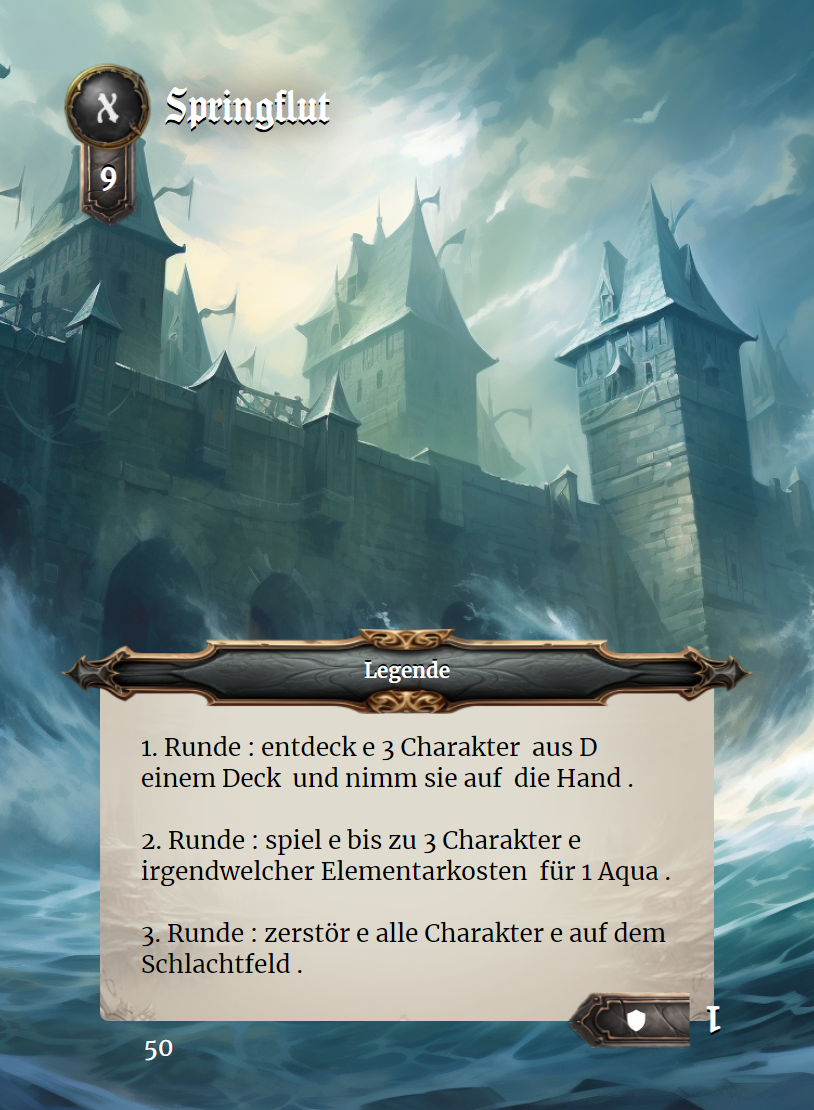 Springflut
9
Legende
1. Runde : entdeck e 3 Charakter  aus D
einem Deck  und nimm sie auf  die Hand .
2. Runde : spiel e bis zu 3 Charakter e
irgendwelcher Elementarkosten  für 1 Aqua .
3. Runde : zerstör e alle Charakter e auf dem
Schlachtfeld .
1
50